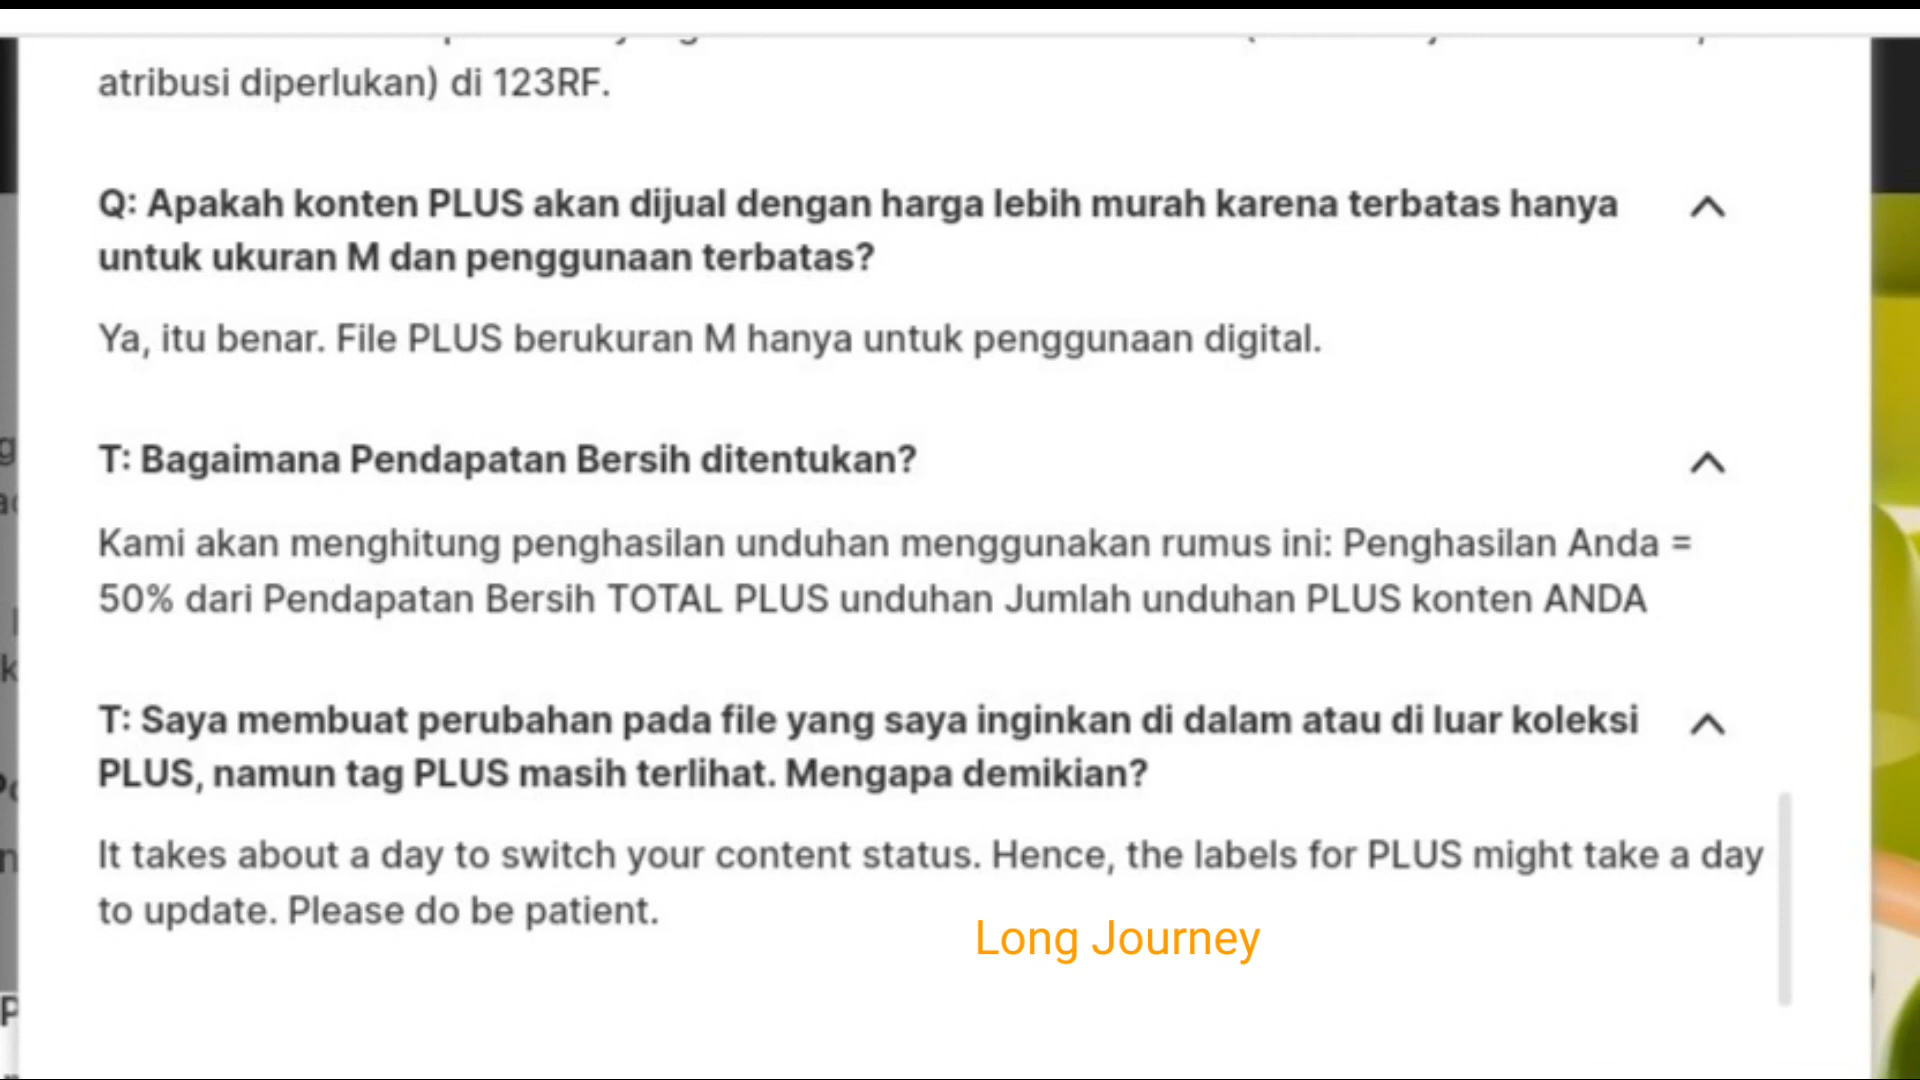 atribusi diperlukan) di 123RF.
Q: Apakah konten PLUS akan dijual dengan harga lebih murah karena terbatas hanya
untuk ukuran M dan penggunaan terbatas?
Ya, itu benar. File PLUS berukuran M hanya untuk penggunaan digital.
T: Bagaimana Pendapatan Bersih ditentukan?
Kami akan menghitung penghasilan unduhan menggunakan rumus ini: Penghasilan Anda =
50% dari Pendapatan Bersih TOTAL PLUS unduhan Jumlah unduhan PLUS konten ANDA
T: Saya membuat perubahan pada file yang saya inginkan di dalam atau di luar koleksi
PLUS, namun tag PLUS masih terlihat. Mengapa demikian?
It takes about a day to switch your content status. Hence, the labels for PLUS might take a day
to update. Please do be patient.
Long Journey